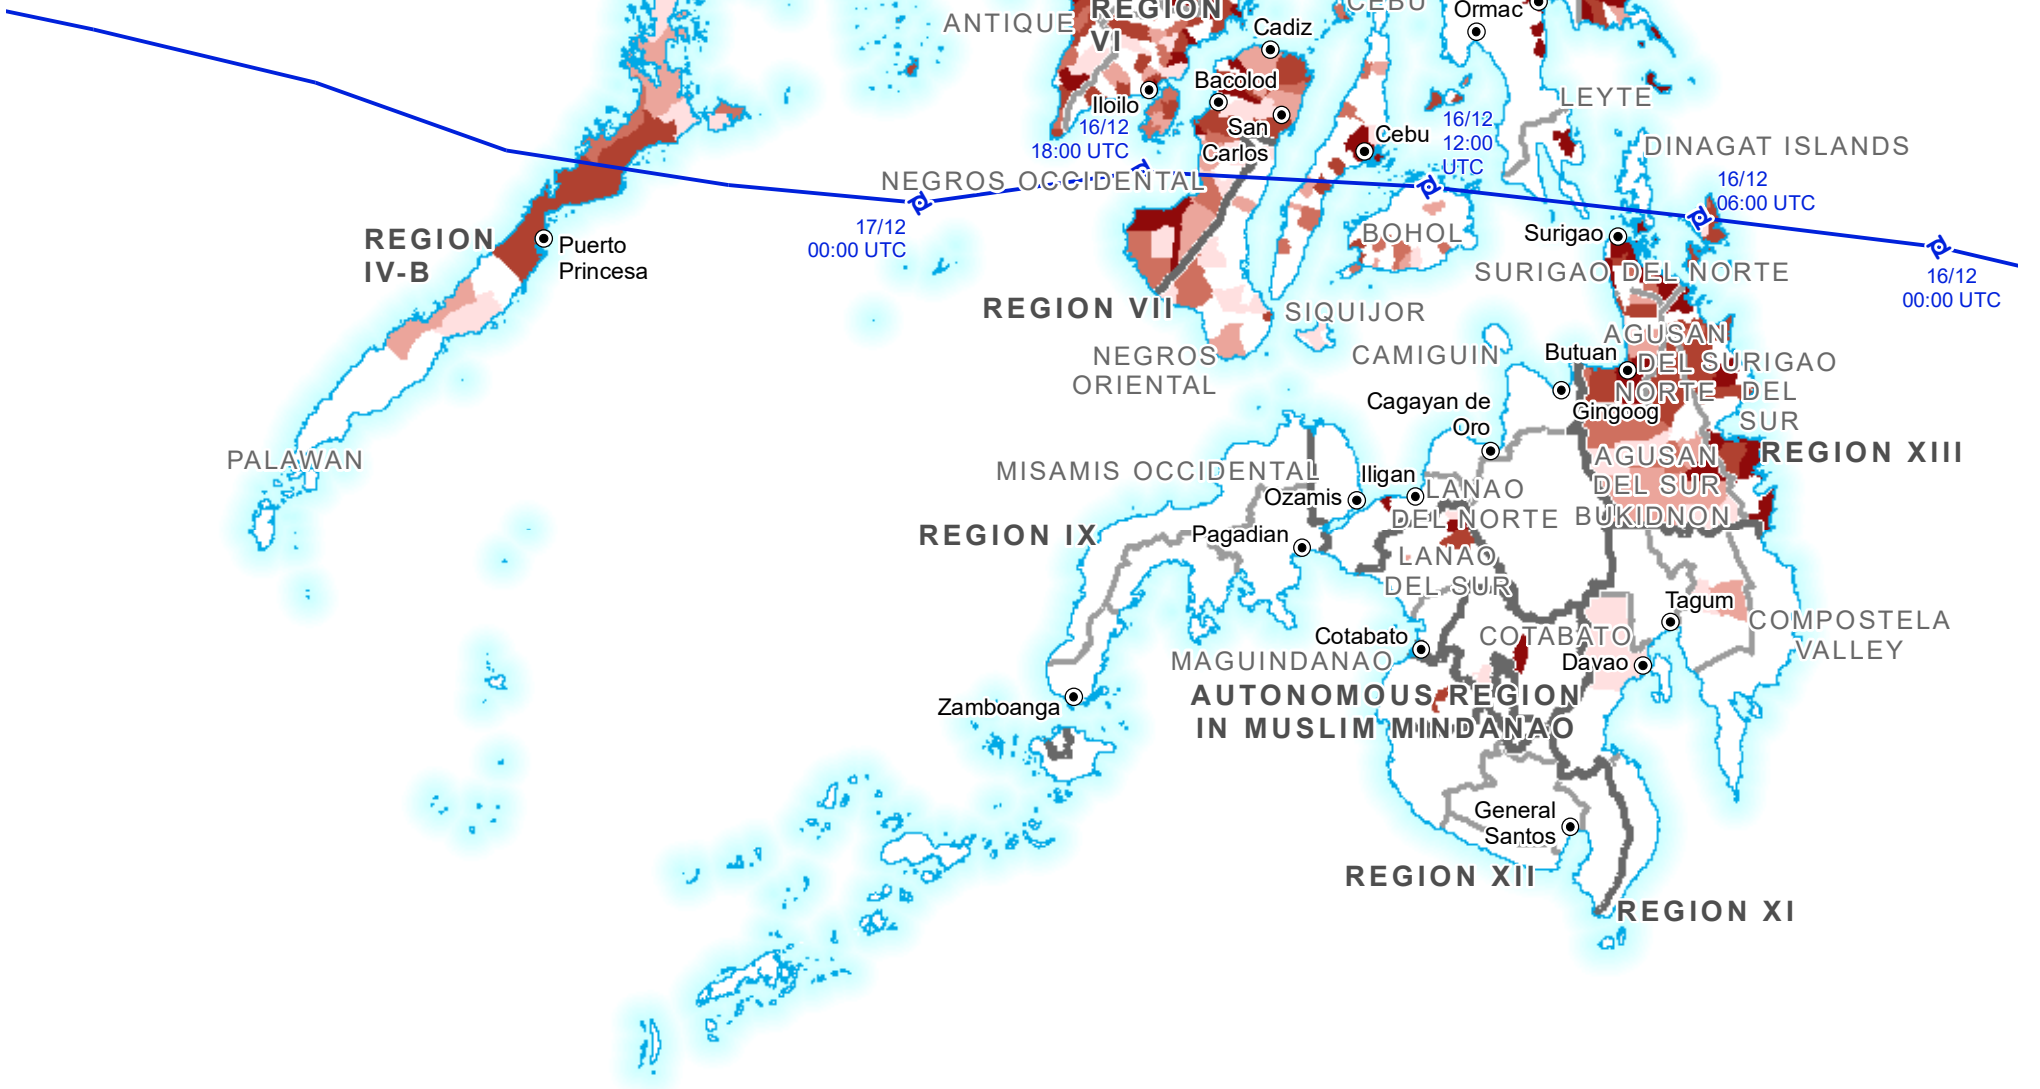 ANTIQUE
REGION
VI
CEBU
Ormac
Cadiz
Bacolod
Iloilo
San
Carlos
Cebu
LEYTE
16/12
18:00 UTC
16/12
12:00
UTC
DINAGAT ISLANDS
16/12
06:00 UTC
NEGROS OCCIDENTAL
17/12
00:00 UTC
REGION
IV-B
Puerto
Princesa
BOHOL
Surigao
SURIGAO DEL NORTE
16/12
00:00 UTC
REGION VII
SIQUIJOR
NEGROS
ORIENTAL
CAMIGUIN
Butuan
AGUSAN
DEL
NORTE
SURIGAO
DEL
SUR
Gingoog
Cagayan de
Oro
PALAWAN
MISAMIS OCCIDENTAL
Ozamis
Iligan
LANAO
DEL NORTE
AGUSAN
DEL SUR
REGION XIII
BUKIDNON
REGION IX
Pagadian
LANAO
DEL SUR
Tagum
COMPOSTELA
VALLEY
Cotabato
COTABATO
MAGUINDANAO
Davao
AUTONOMOUS REGION
IN MUSLIM MINDANAO
Zamboanga
General
Santos
REGION XII
REGION XI